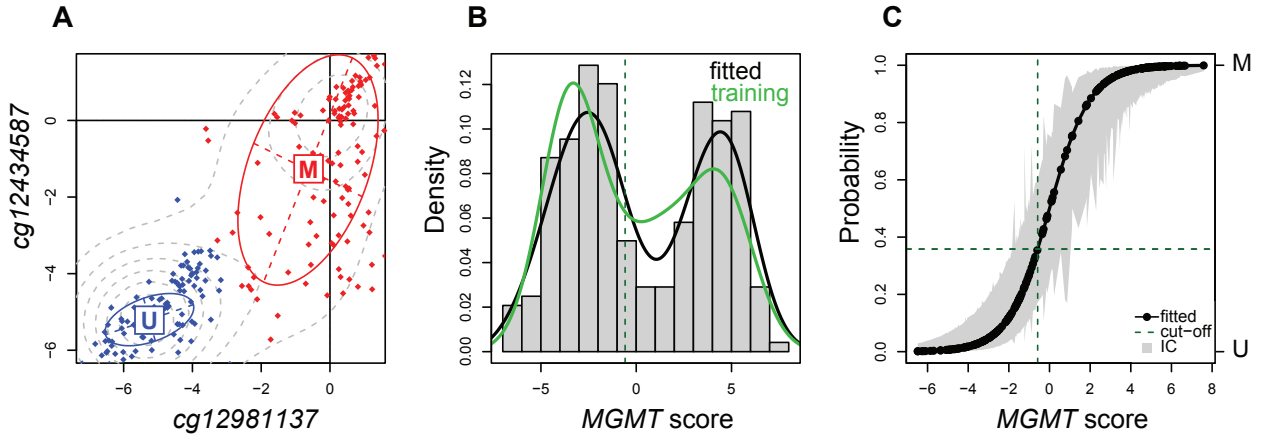 A
cg12434587
0
−2
−4
−6
M
U
−6
−4
−2
0
cg12981137
B
Density
0.12
0.10
0.08
0.06
0.04
0.02
0.00
fitted
training
−5
0
5
MGMT score
C
Probability
1.0
0.8
0.6
0.4
0.2
0.0
M
U
fitted
cut−off
IC
−6
−4
−2
0
2
4
6
8
MGMT score